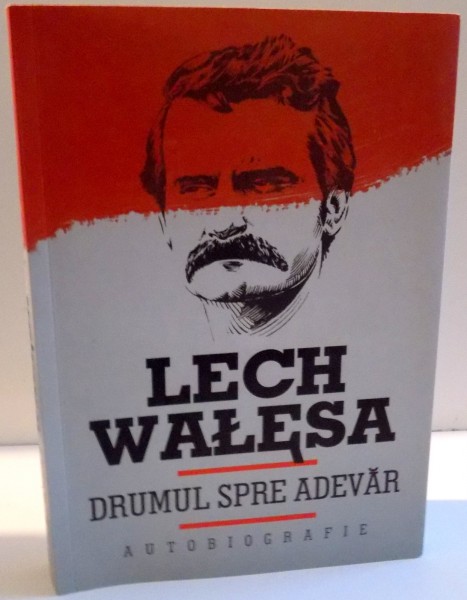 LECH
WAŁĘSA
DRUMUL SPRE ADEVĂR
AUTOBIOGRAFIE